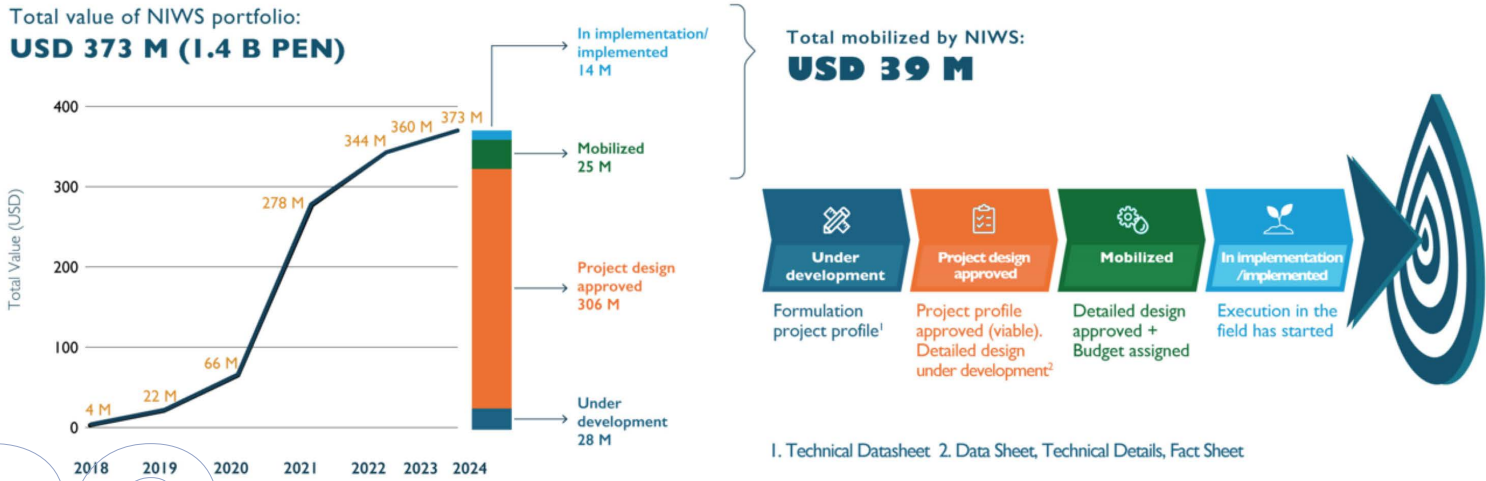 Total value of NIWS portfolio:
USD 373 M (1.4 B PEN)
Total Value (USD)
400
300
200
100
0
4 M
22 M
66 M
278 M
344 M
360 M
373 M
2018
2019
2020
2021
2022
2023
2024
In implementation/
implemented
14 M
Mobilized
25 M
Project design
approved
306 M
Under
development
28 M
Total mobilized by NIWS:
USD 39 M
Under
development
Formulation
project profile¹
Project design
approved
Project profile
approved (viable).
Detailed design
under development²
Mobilized
Detailed design
approved +
Budget assigned
In implementation
/implemented
Execution in the
field has started
1. Technical Datasheet 2. Data Sheet, Technical Details, Fact Sheet